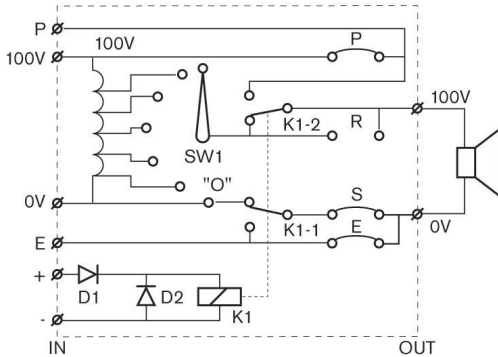 P
100V
100V
P
100V
K1-2
R
SW1
"O"
0V
S
K1-1
0V
E
E
+
D1
D2
K1
-
IN
OUT